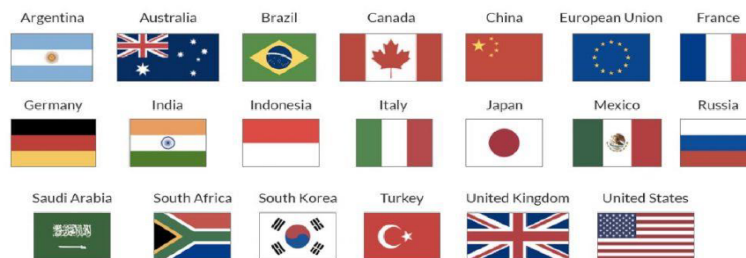 Argentina Australia Brazil Canada China European Union France
Germany India Indonesia Italy Japan Mexico Russia
Saudi Arabia South Africa South Korea Turkey United Kingdom United States